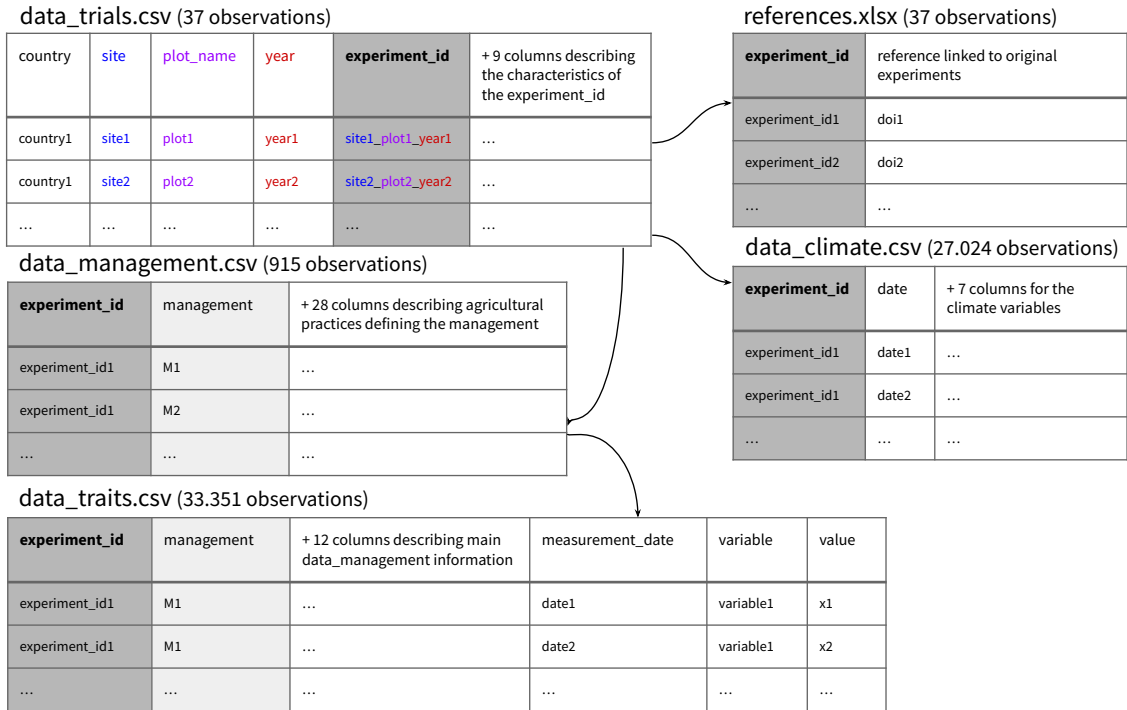 data_trials.csv (37 observations)
country site plot_name year experiment_id + 9 columns describing
the characteristics of
the experiment_id
country1 site1 plot1 year1 site1_plot1_year1 …
country1 site2 plot2 year2 site2_plot2_year2 …
… … … … … …
references.xlsx (37 observations)
experiment_id reference linked to original
experiments
experiment_id1 doi1
experiment_id2 doi2
… …
data_management.csv (915 observations)
experiment_id management + 28 columns describing agricultural
practices defining the management
experiment_id1 M1 …
experiment_id1 M2 …
… … …
data_climate.csv (27.024 observations)
experiment_id date + 7 columns for the
climate variables
experiment_id1 date1 …
experiment_id1 date2 …
… … …
data_traits.csv (33.351 observations)
experiment_id management + 12 columns describing main measurement_date variable value
data_management information
experiment_id1 M1 … date1 variable1 x1
experiment_id1 M1 … date2 variable1 x2
… … … … … …